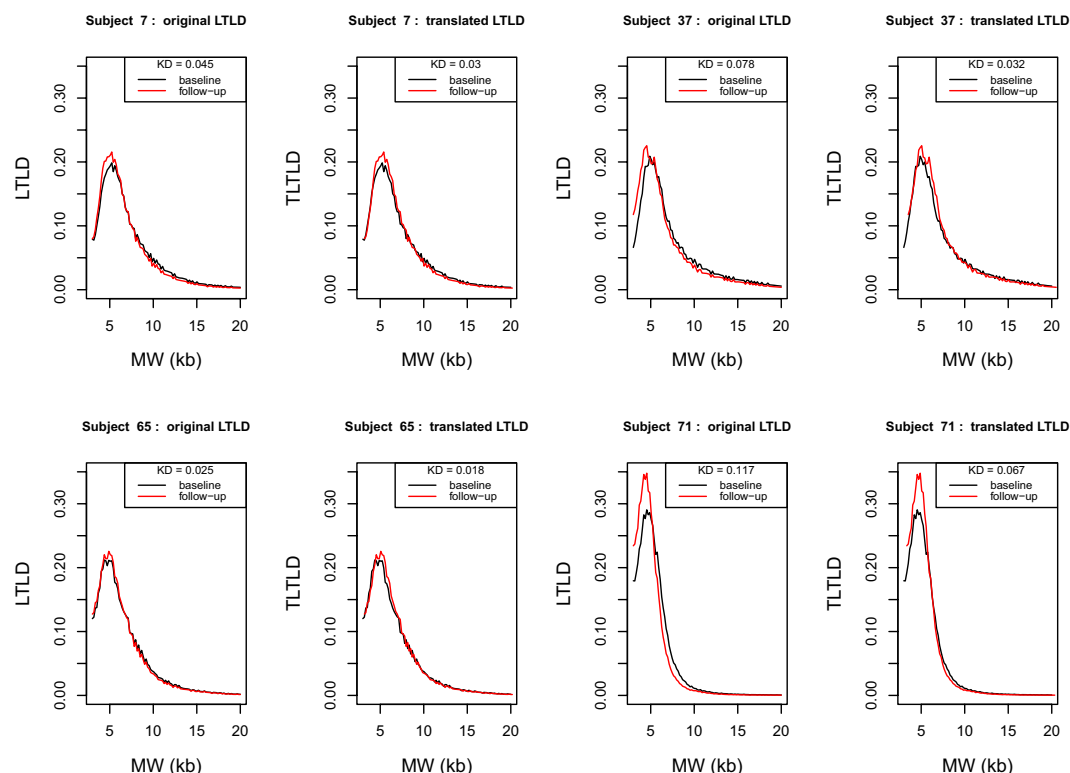 Subject 7 : original LTLD
KD = 0.045
baseline
follow−up
LTLD
0.00 0.10 0.20 0.30
5 10 15 20
MW (kb)
Subject 7 : translated LTLD
KD = 0.03
baseline
follow−up
TLTLD
0.00 0.10 0.20 0.30
5 10 15 20
MW (kb)
Subject 37 : original LTLD
KD = 0.078
baseline
follow−up
LTLD
0.00 0.10 0.20 0.30
5 10 15 20
MW (kb)
Subject 37 : translated LTLD
KD = 0.032
baseline
follow−up
TLTLD
0.00 0.10 0.20 0.30
5 10 15 20
MW (kb)
Subject 65 : original LTLD
KD = 0.025
baseline
follow−up
LTLD
0.00 0.10 0.20 0.30
5 10 15 20
MW (kb)
Subject 65 : translated LTLD
KD = 0.018
baseline
follow−up
TLTLD
0.00 0.10 0.20 0.30
5 10 15 20
MW (kb)
Subject 71 : original LTLD
KD = 0.117
baseline
follow−up
LTLD
0.00 0.10 0.20 0.30
5 10 15 20
MW (kb)
Subject 71 : translated LTLD
KD = 0.067
baseline
follow−up
TLTLD
0.00 0.10 0.20 0.30
5 10 15 20
MW (kb)